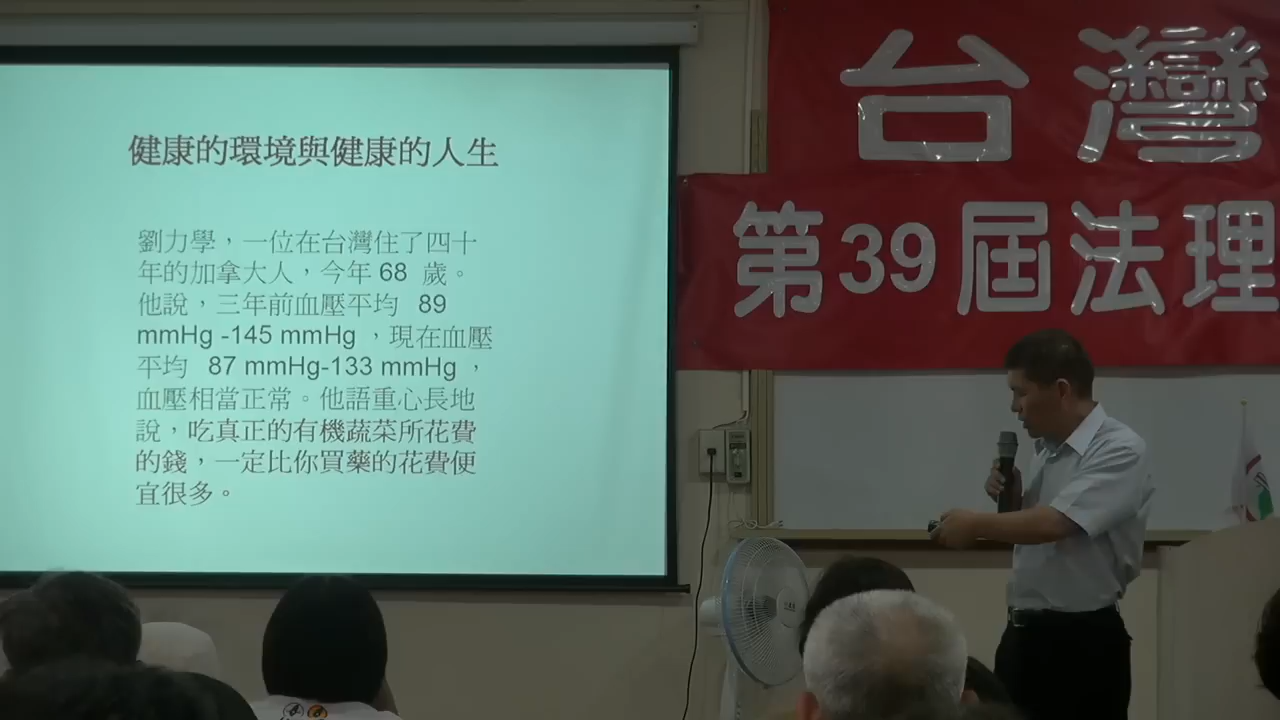 健康的環境與健康的人生
劉力學，一位在台灣住了四十
年的加拿大人，今年 68 歲。
他說，三年前血壓平均 89
mmHg -145 mmHg ，現在血壓
平均 87 mmHg-133 mmHg ，
血壓相當正常。他語重心長地
說，吃真正的有機蔬菜所花費
的錢，一定比你買藥的花費便
宜很多。
台灣
第39屆法理